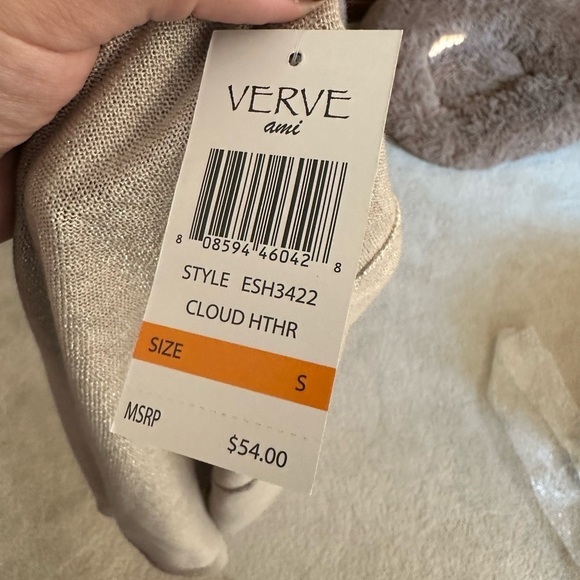 VERVE
ami
8 08594 46042 8
STYLE ESH3422
CLOUD HTHR
SIZE S
MSRP $54.00